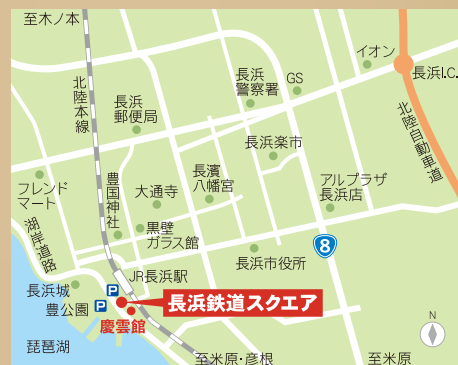 至木ノ本
北陸本線
長浜
郵便局
長浜
警察署
GS
イオン
長浜I.C.
北陸自動車道
長浜楽市
フレンド
マート
豊国神社
大通寺
長濱
八幡宮
アルプラザ
長浜店
湖岸道路
黒壁
ガラス館
8
長浜市役所
JR長浜駅
長浜城
P
豊公園
P
長浜鉄道スクエア
慶雲館
琵琶湖
至米原・彦根
至米原
N